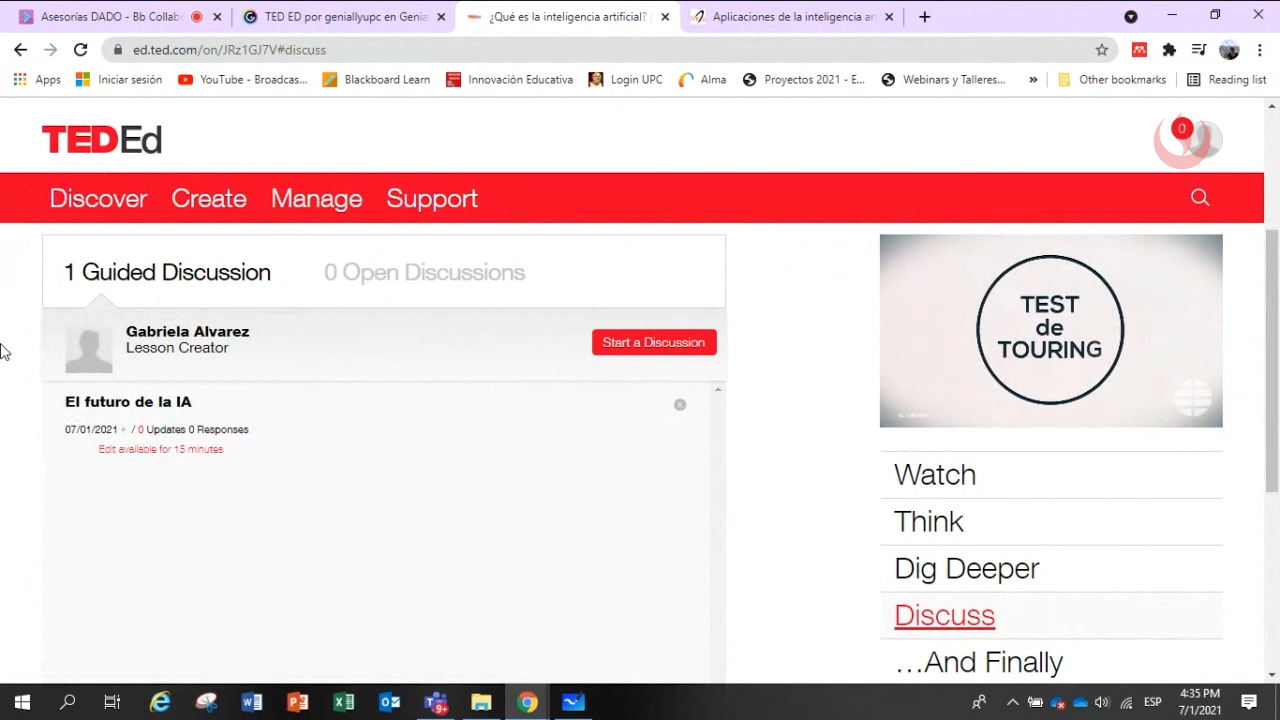 Asesorías DADO - Bb Collabo
TED ED por geniallyupc en Genia
TEDEd
¿Qué es la inteligencia artificial?
Aplicaciones de la inteligencia ar
ed.ted.com/on/JRz1GJ7V#discuss
Apps
Iniciar sesión
YouTube - Broadcas...
Blackboard Learn
Innovación Educativa
Login UPC
Alma
Proyectos 2021 - E...
Webinars y Talleres...
»
Other bookmarks
Reading list
TEDEd
0
Discover Create Manage Support
1 Guided Discussion
0 Open Discussions
Gabriela Alvarez
Lesson Creator
Start a Discussion
El futuro de la IA
07/01/2021 • / 0 Updates 0 Responses
Edit available for 15 minutes
TEST
de
TOURING
Watch
Think
Dig Deeper
Discuss
…And Finally
9+
ESP
4:35 PM
7/1/2021